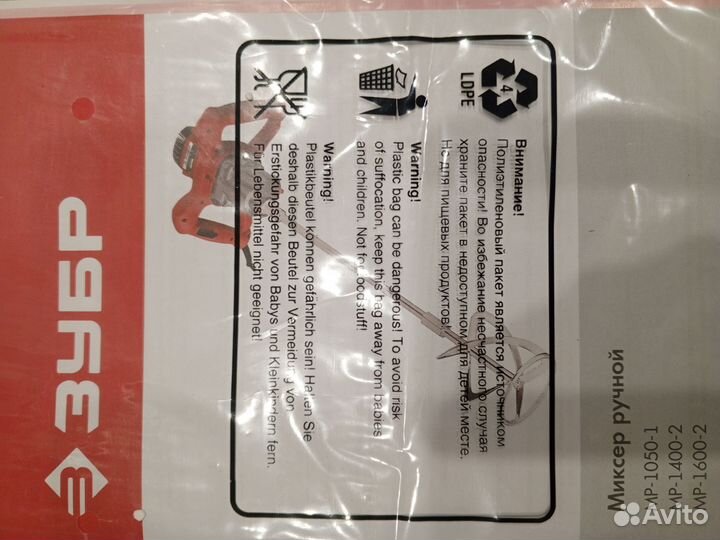 ЗУБР
4
LDPE
Внимание!
Полиэтиленовый пакет является источником
опасности! Во избежание несчастного случая
храните пакет в недоступном для детей месте.
Не для пищевых продуктов!
Warning!
Plastic bag can be dangerous! To avoid risk
of suffocation, keep this bag away from babies
and children. Not for foodstuff!
Warnung!
Plastikbeutel können gefährlich sein! Halten Sie
deshalb diesen Beutel zur Vermeidung von
Erstickungsgefahr von Babys und Kleinkindern fern.
Für Lebensmittel nicht geeignet!
Миксер ручной
МР-1050-1
МР-1400-2
МР-1600-2
Avito